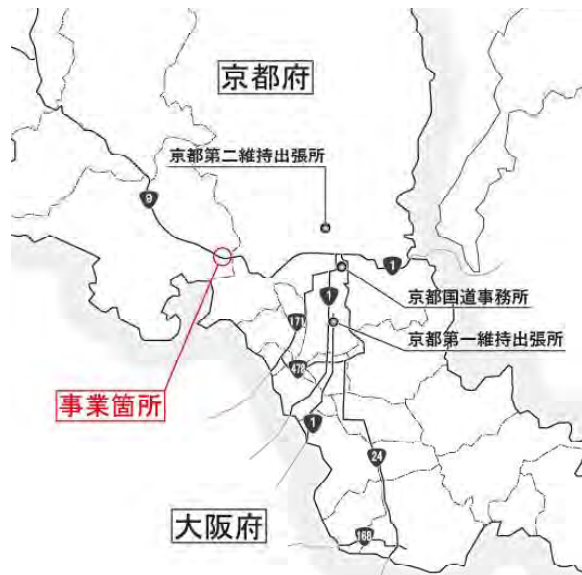 京都府
京都第二維持出張所
9
1
京都国道事務所
1
171
京都第一維持出張所
478
事業箇所
1
24
大阪府
168